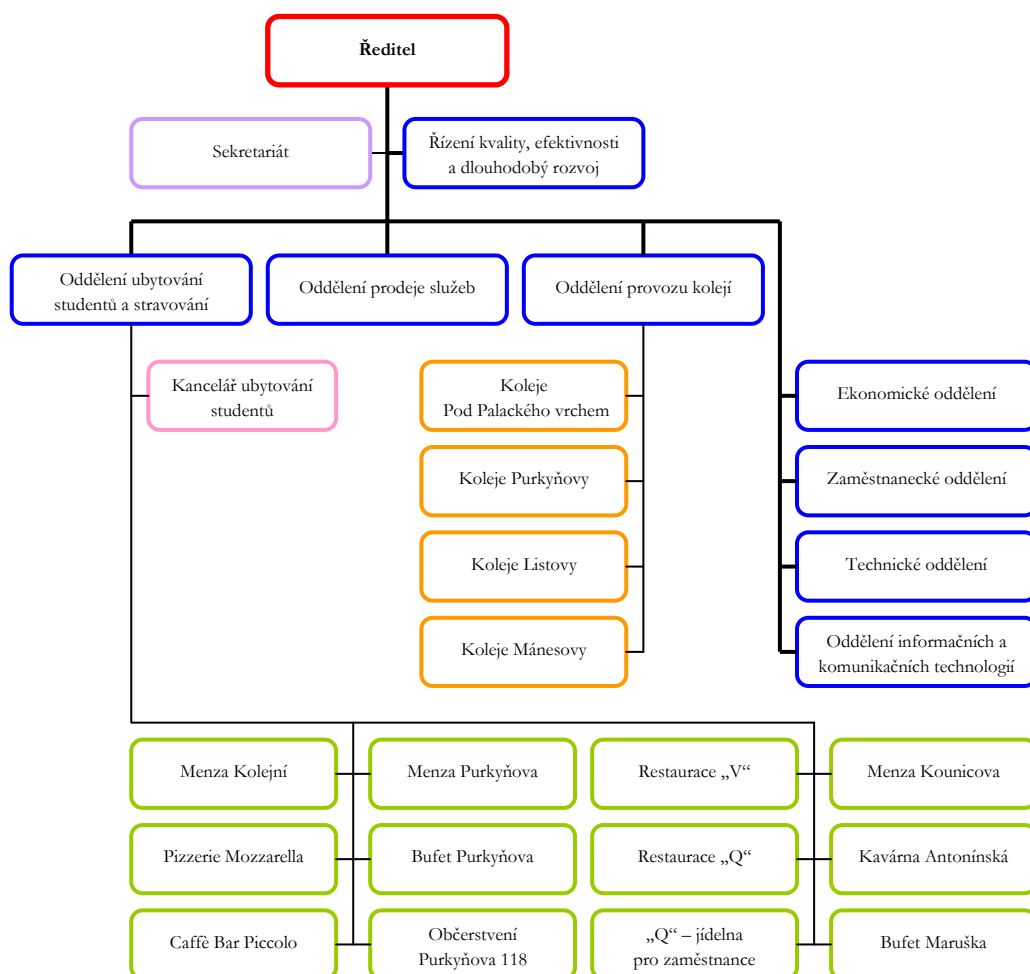 Ředitel
Sekretariát
Řízení kvality, efektivnosti
a dlouhodobý rozvoj
Oddělení ubytování
studentů a stravování
Oddělení prodeje služeb
Oddělení provozu kolejí
Kancelář ubytování
studentů
Koleje
Pod Palackého vrchem
Ekonomické oddělení
Koleje Purkyňovy
Zaměstnanecké oddělení
Koleje Listovy
Technické oddělení
Koleje Mánesovy
Oddělení informačních a
komunikačních technologií
Menza Kolejní
Menza Purkyňova
Restaurace „V“
Menza Kounicova
Pizzerie Mozzarella
Bufet Purkyňova
Restaurace „Q“
Kavárna Antonínská
Caffè Bar Piccolo
Občerstvení
Purkyňova 118
„Q“ – jídelna
pro zaměstnance
Bufet Maruška